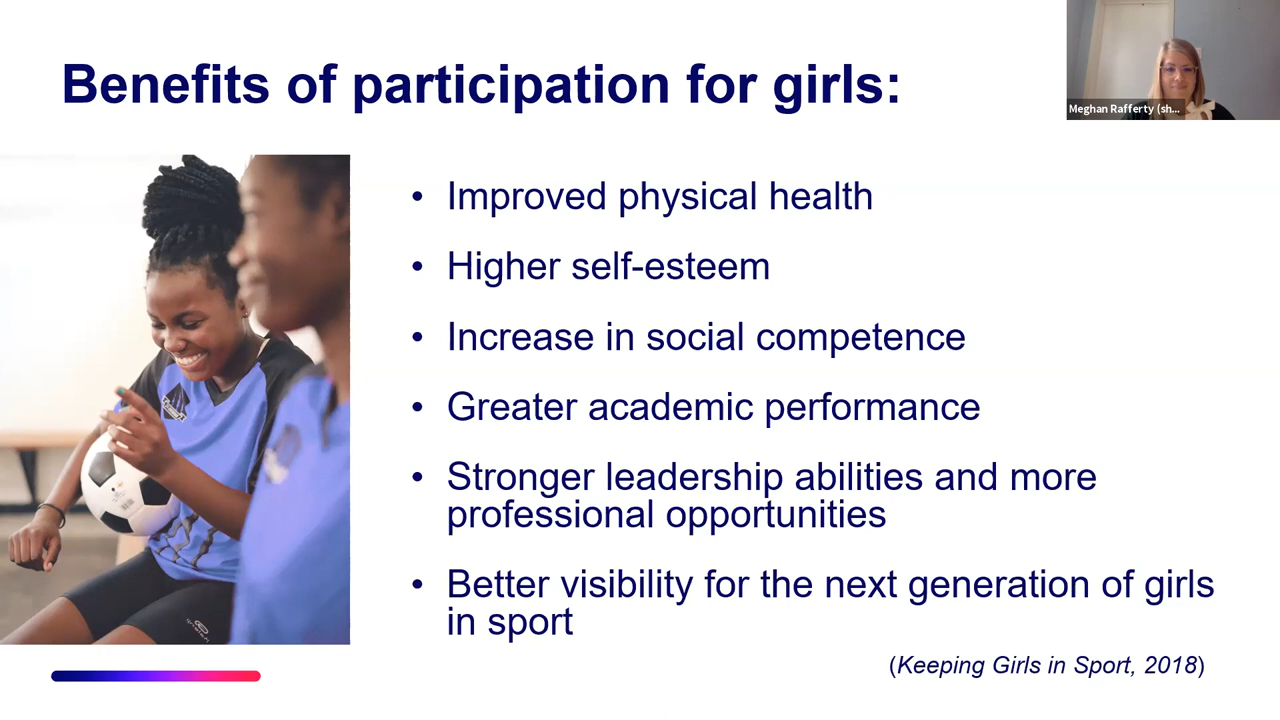 Benefits of participation for girls:
Meghan Rafferty (sh...
• Improved physical health
• Higher self-esteem
• Increase in social competence
• Greater academic performance
• Stronger leadership abilities and more
professional opportunities
• Better visibility for the next generation of girls
in sport
(Keeping Girls in Sport, 2018)